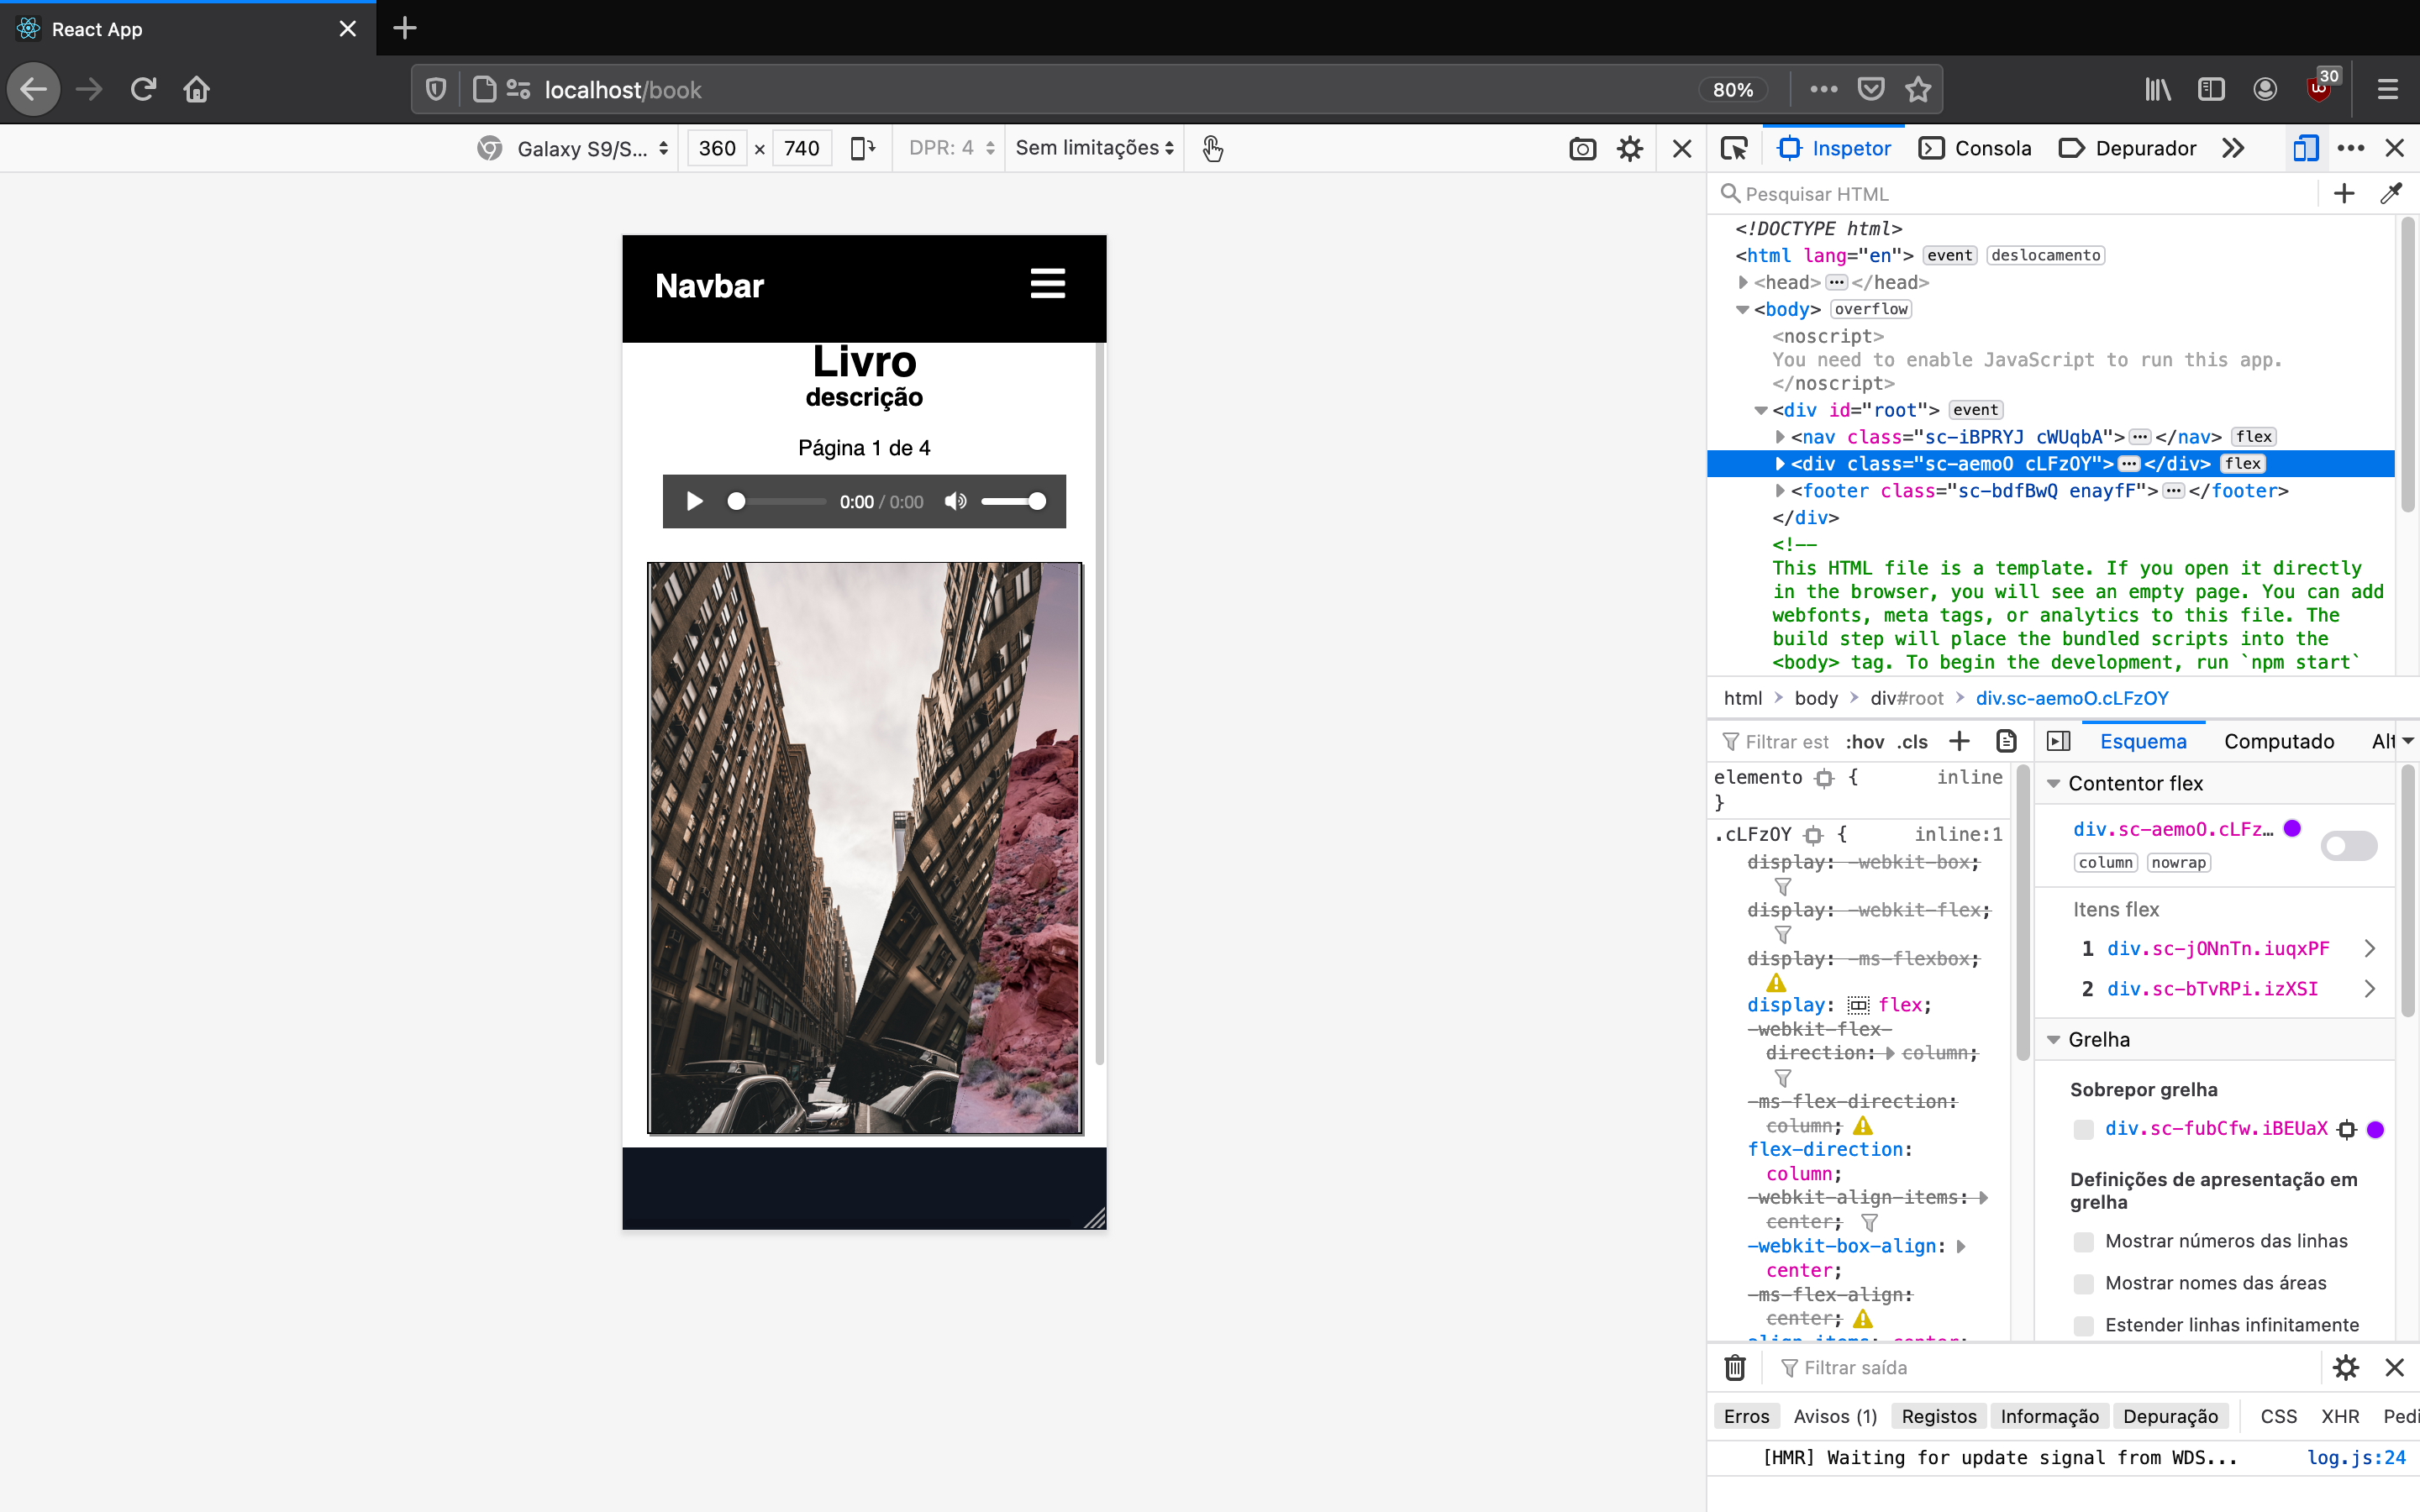 React App
localhost/book
80%
30
Galaxy S9/S...
360 × 740
DPR: 4
Sem limitações
Inspetor
Consola
Depurador
Navbar
Livro
descrição
Página 1 de 4
0:00 / 0:00
Pesquisar HTML
<!DOCTYPE html>
<html lang="en"> event deslocamento
<head> ••• </head>
<body> overflow
<noscript>
You need to enable JavaScript to run this app.
</noscript>
<div id="root"> event
<nav class="sc-iBPRYJ cWUqbA"> ••• </nav> flex
<div class="sc-aemoO cLFzOY"> ••• </div> flex
<footer class="sc-bdfBwQ enayfF"> ••• </footer>
</div>
<!--
This HTML file is a template. If you open it directly
in the browser, you will see an empty page. You can add
webfonts, meta tags, or analytics to this file. The
build step will place the bundled scripts into the
<body> tag. To begin the development, run `npm start`
html > body > div#root > div.sc-aemoO.cLFzOY
Filtrar est :hov .cls
elemento { inline
}
.cLFzOY { inline:1
display: -webkit-box;
display: -webkit-flex;
display: -ms-flexbox;
display: flex;
-webkit-flex-
direction: column;
-ms-flex-direction:
column;
flex-direction:
column;
-webkit-align-items:
center;
-webkit-box-align:
center;
-ms-flex-align:
center;
align-items: center;
Esquema
Computado
Alt
Contentor flex
div.sc-aemoO.cLFz...
column nowrap
Itens flex
1 div.sc-jONnTn.iuqxPF
2 div.sc-bTvRPi.izXSI
Grelha
Sobrepor grelha
div.sc-fubCfw.iBEUaX
Definições de apresentação em
grelha
Mostrar números das linhas
Mostrar nomes das áreas
Estender linhas infinitamente
Filtrar saída
Erros Avisos (1) Registos Informação Depuração CSS XHR Pedi
[HMR] Waiting for update signal from WDS... log.js:24